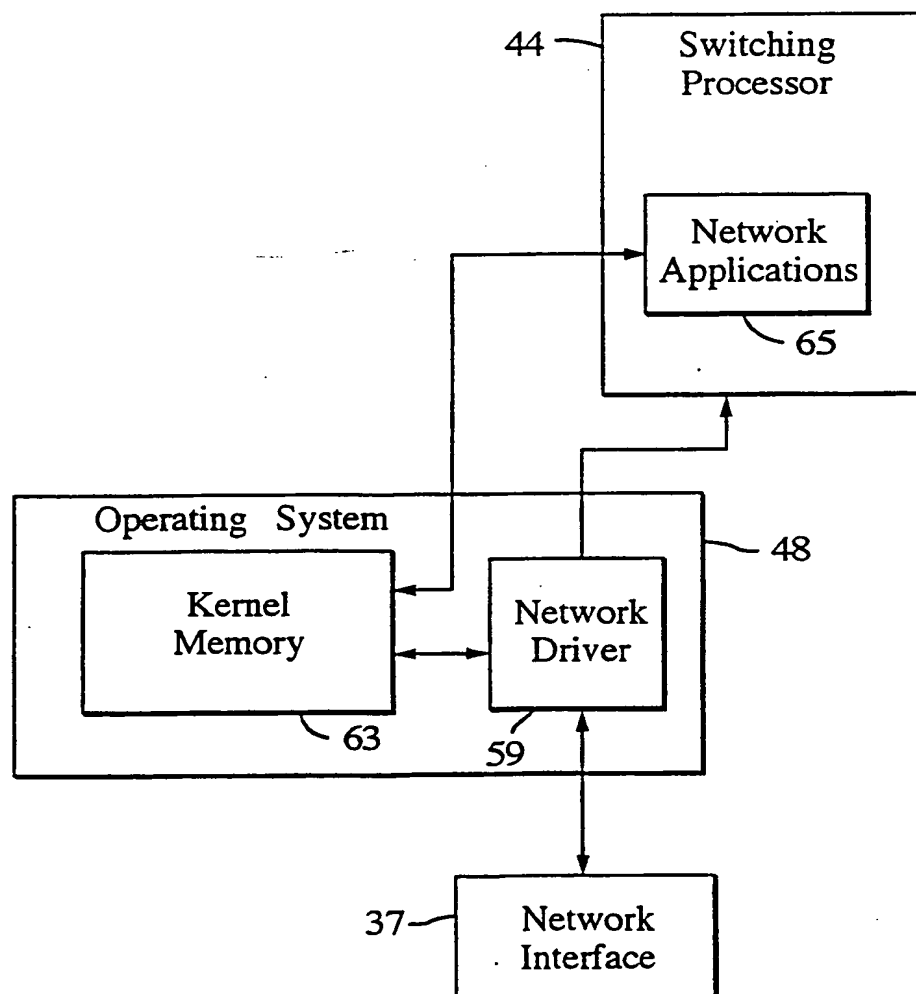 44
Switching
Processor
Network
Applications
65
Operating System
48
Kernel
Memory
63
Network
Driver
59
37
Network
Interface